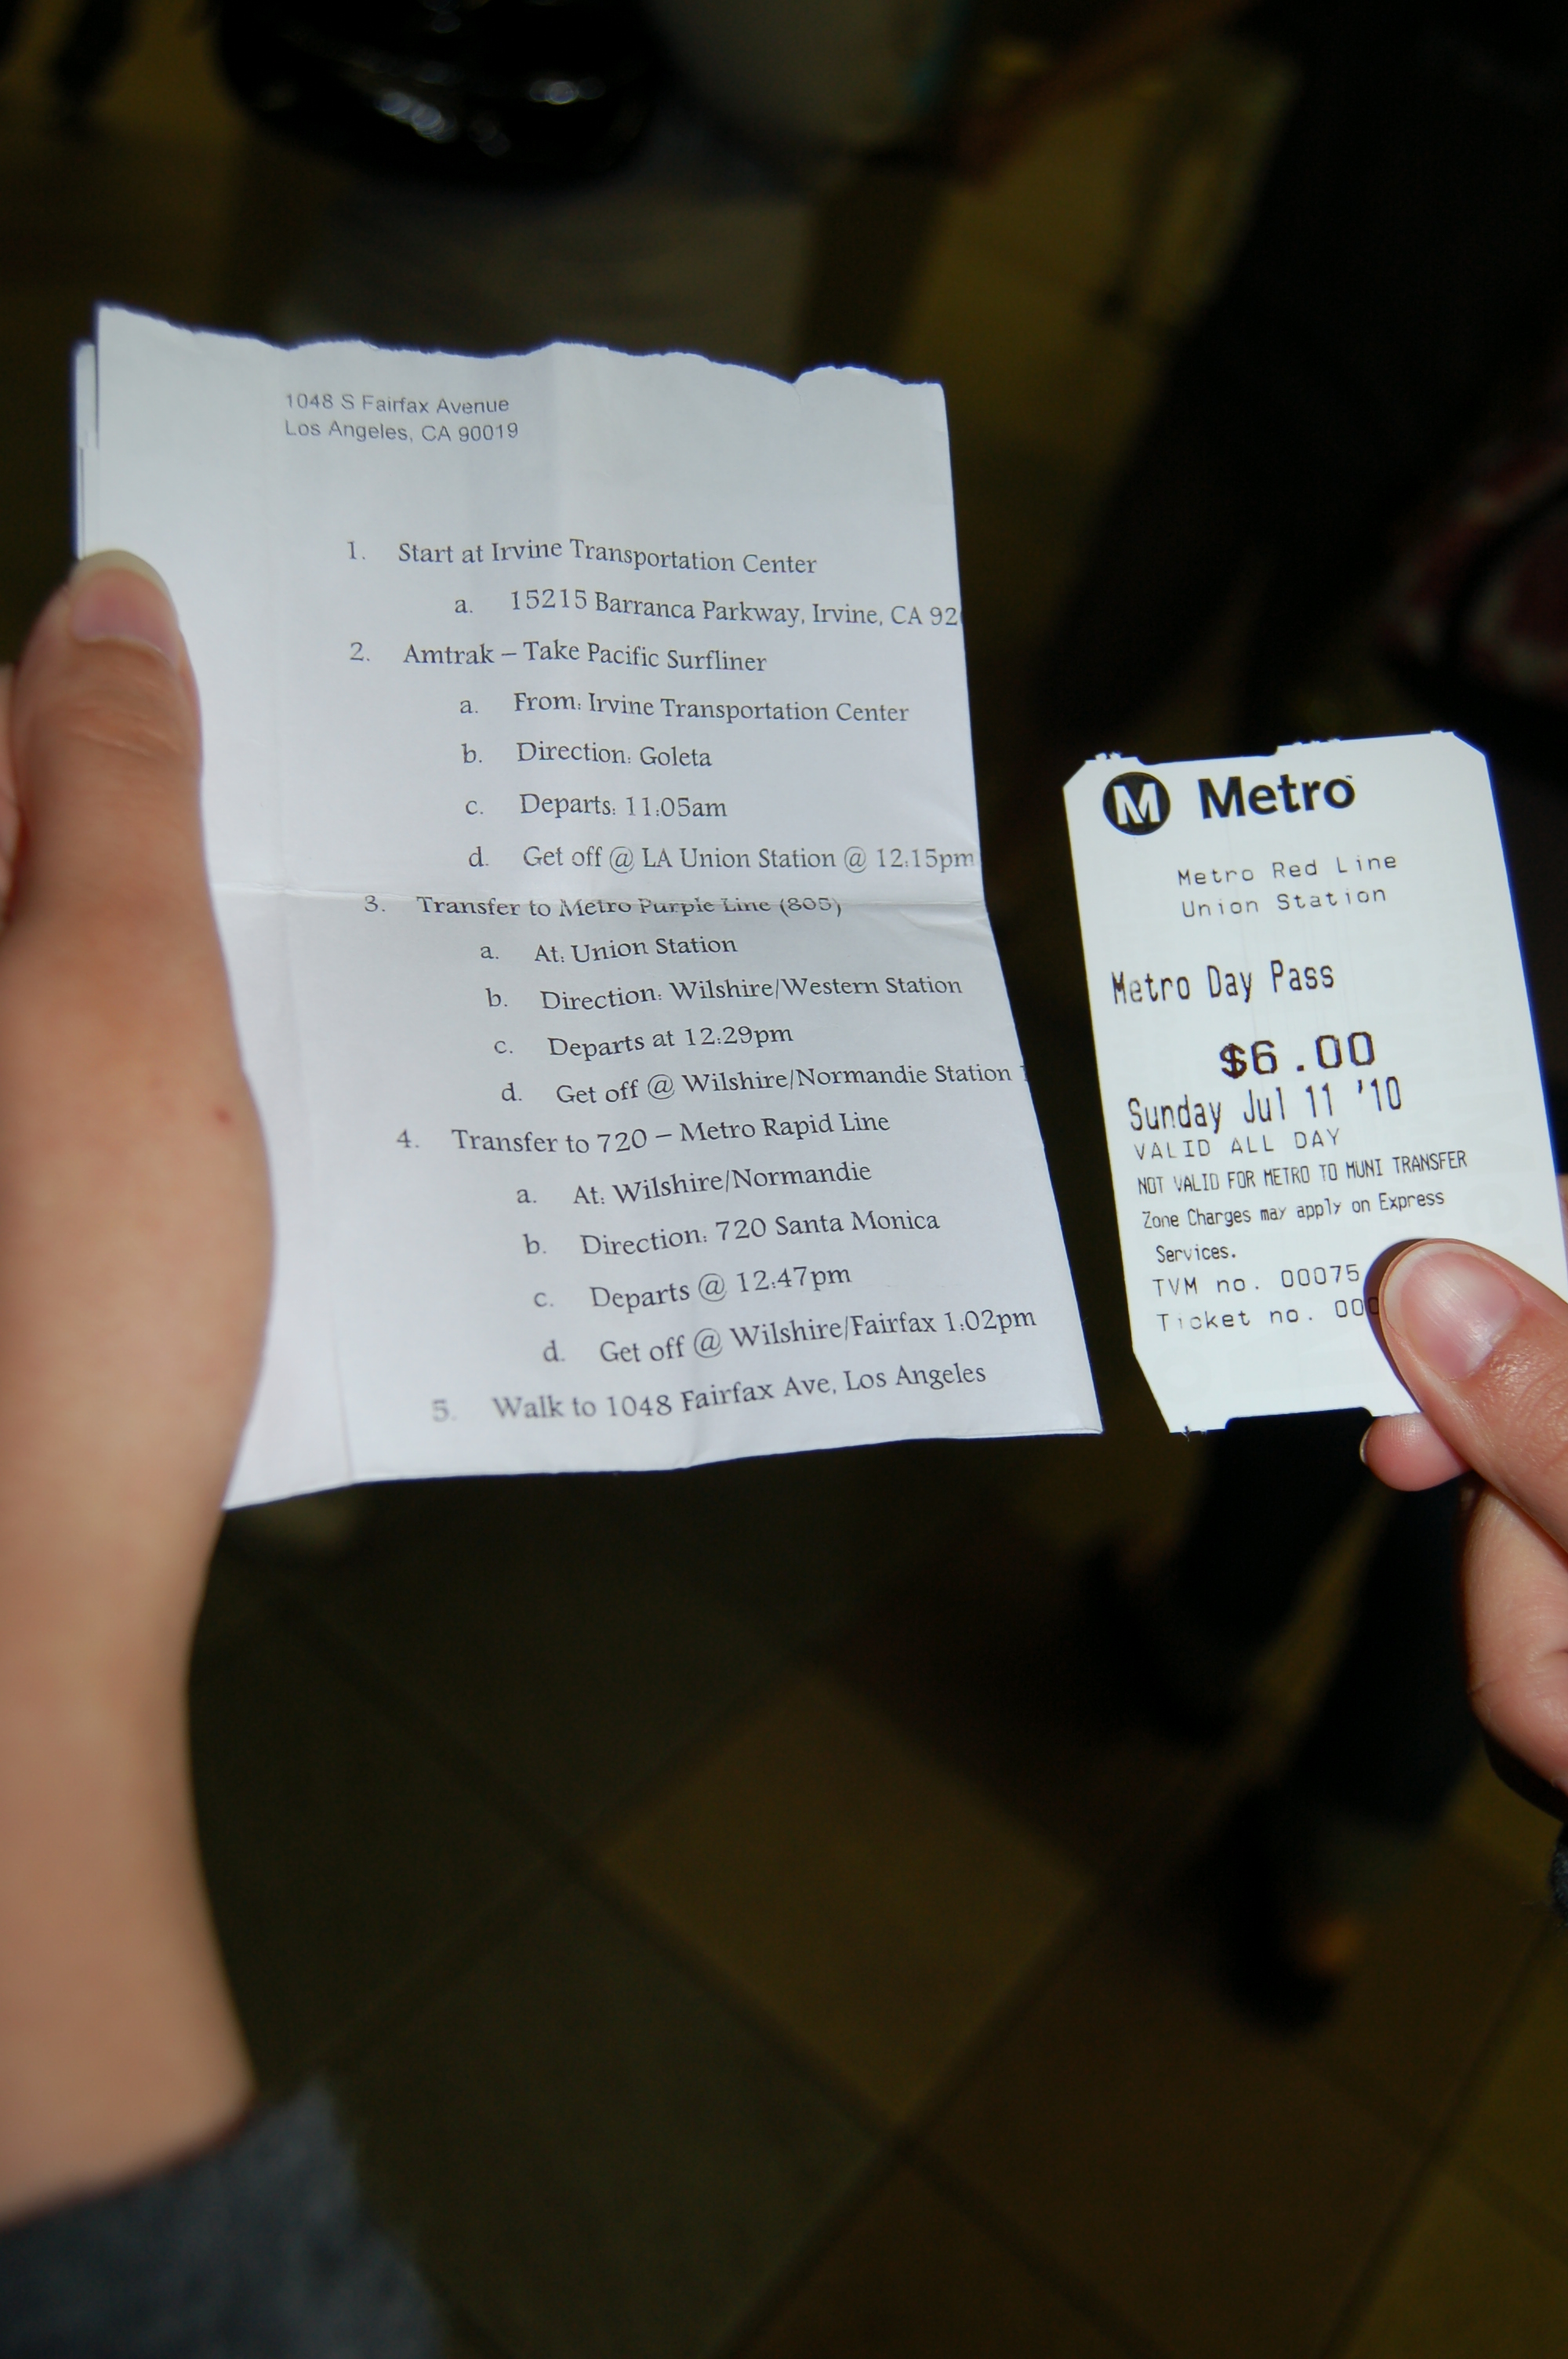 1048 S Fairfax Avenue
Los Angeles, CA 90019
1. Start at Irvine Transportation Center
a. 15215 Barranca Parkway, Irvine, CA 92
2. Amtrak – Take Pacific Surfliner
a. From: Irvine Transportation Center
b. Direction: Goleta
c. Departs: 11:05am
d. Get off @ LA Union Station @ 12:15pm
3. Transfer to Metro Purple Line (805)
a. At: Union Station
b. Direction: Wilshire/Western Station
c. Departs at 12:29pm
d. Get off @ Wilshire/Normandie Station
4. Transfer to 720 – Metro Rapid Line
a. At: Wilshire/Normandie
b. Direction: 720 Santa Monica
c. Departs @ 12:47pm
d. Get off @ Wilshire/Fairfax 1:02pm
5. Walk to 1048 Fairfax Ave, Los Angeles
M Metro
Metro Red Line
Union Station
Metro Day Pass
$6.00
Sunday Jul 11 '10
VALID ALL DAY
NOT VALID FOR METRO TO MUNI TRANSFER
Zone Charges may apply on Express
Services.
TVM no. 00075
Ticket no. 000